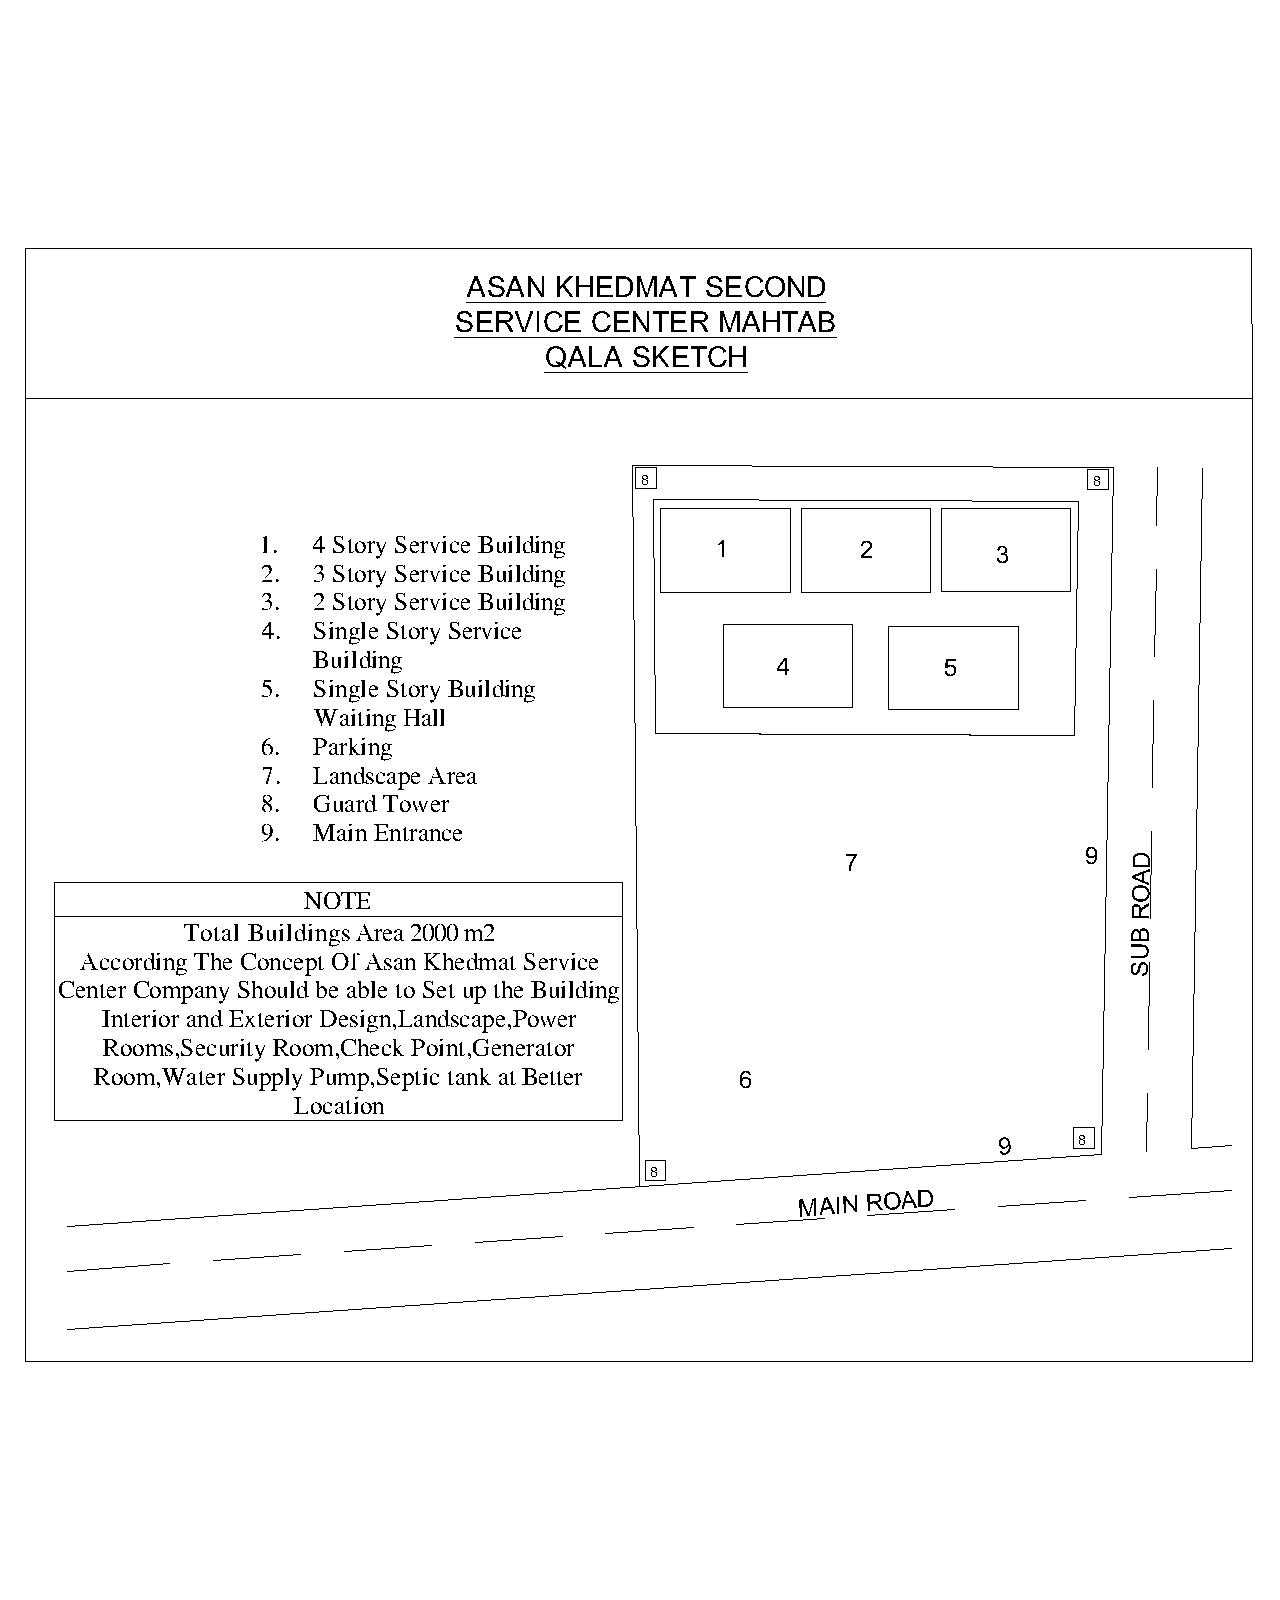 ASAN KHEDMAT SECOND
SERVICE CENTER MAHTAB
QALA SKETCH
1. 4 Story Service Building
2. 3 Story Service Building
3. 2 Story Service Building
4. Single Story Service
Building
5. Single Story Building
Waiting Hall
6. Parking
7. Landscape Area
8. Guard Tower
9. Main Entrance
NOTE
Total Buildings Area 2000 m2
According The Concept Of Asan Khedmat Service
Center Company Should be able to Set up the Building
Interior and Exterior Design,Landscape,Power
Rooms,Security Room,Check Point,Generator
Room,Water Supply Pump,Septic tank at Better
Location
8
8
1
2
3
4
5
7
9
SUB ROAD
6
9
8
8
MAIN ROAD